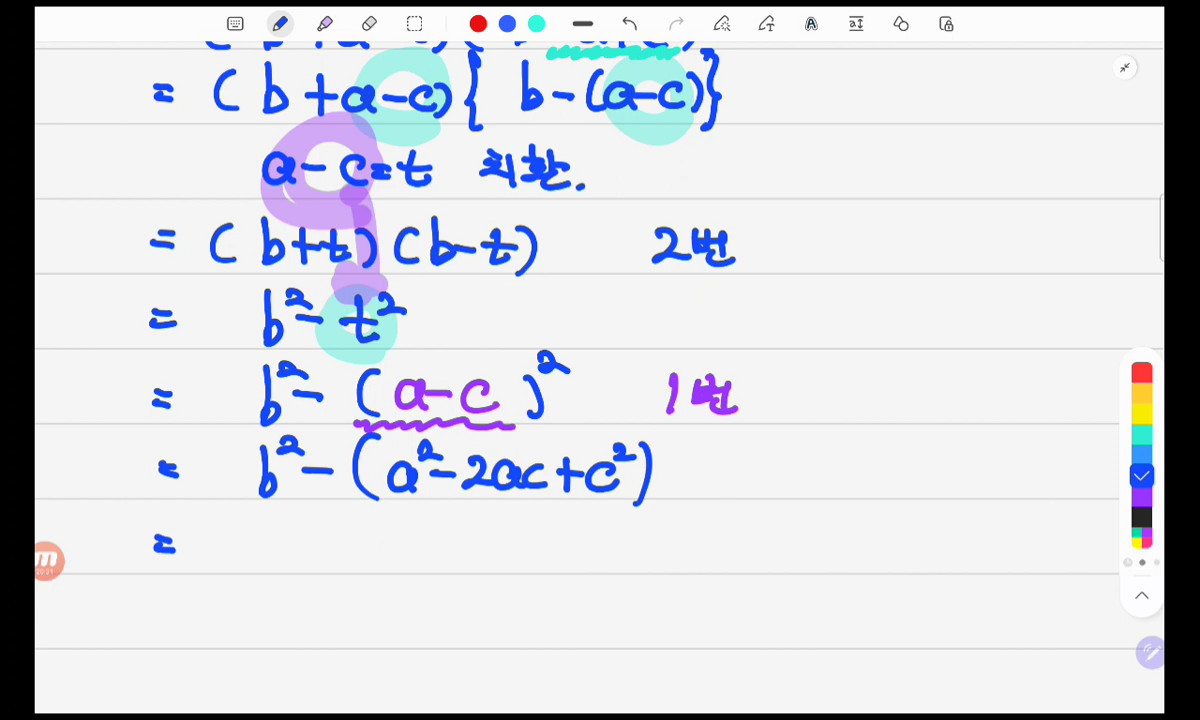 = (b+a-c){ b-(a-c)}
a-c=t 치환.
= (b+t)(b-t) 2번
= b²-t²
= b²-(a-c)² 1번
= b²-(a²-2ac+c²)
=